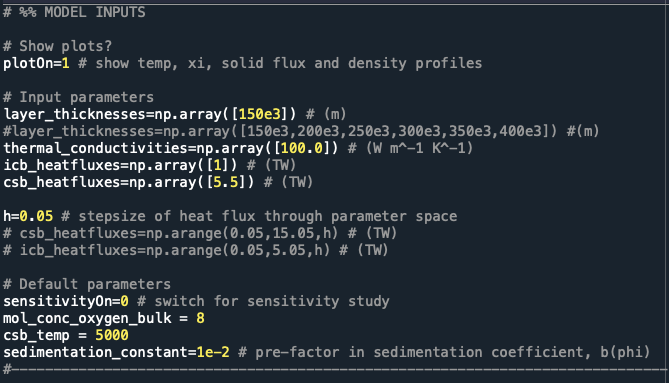 # %% MODEL INPUTS
# Show plots?
plotOn=1 # show temp, xi, solid flux and density profiles
# Input parameters
layer_thicknesses=np.array([150e3]) # (m)
#layer_thicknesses=np.array([150e3,200e3,250e3,300e3,350e3,400e3]) #(m)
thermal_conductivities=np.array([100.0]) # (W m^-1 K^-1)
icb_heatfluxes=np.array([1]) # (TW)
csb_heatfluxes=np.array([5.5]) # (TW)
h=0.05 # stepsize of heat flux through parameter space
# csb_heatfluxes=np.arange(0.05,15.05,h) # (TW)
# icb_heatfluxes=np.arange(0.05,5.05,h) # (TW)
# Default parameters
sensitivityOn=0 # switch for sensitivity study
mol_conc_oxygen_bulk = 8
csb_temp = 5000
sedimentation_constant=1e-2 # pre-factor in sedimentation coefficient, b(phi)
#------------------------------------------------------------------------------